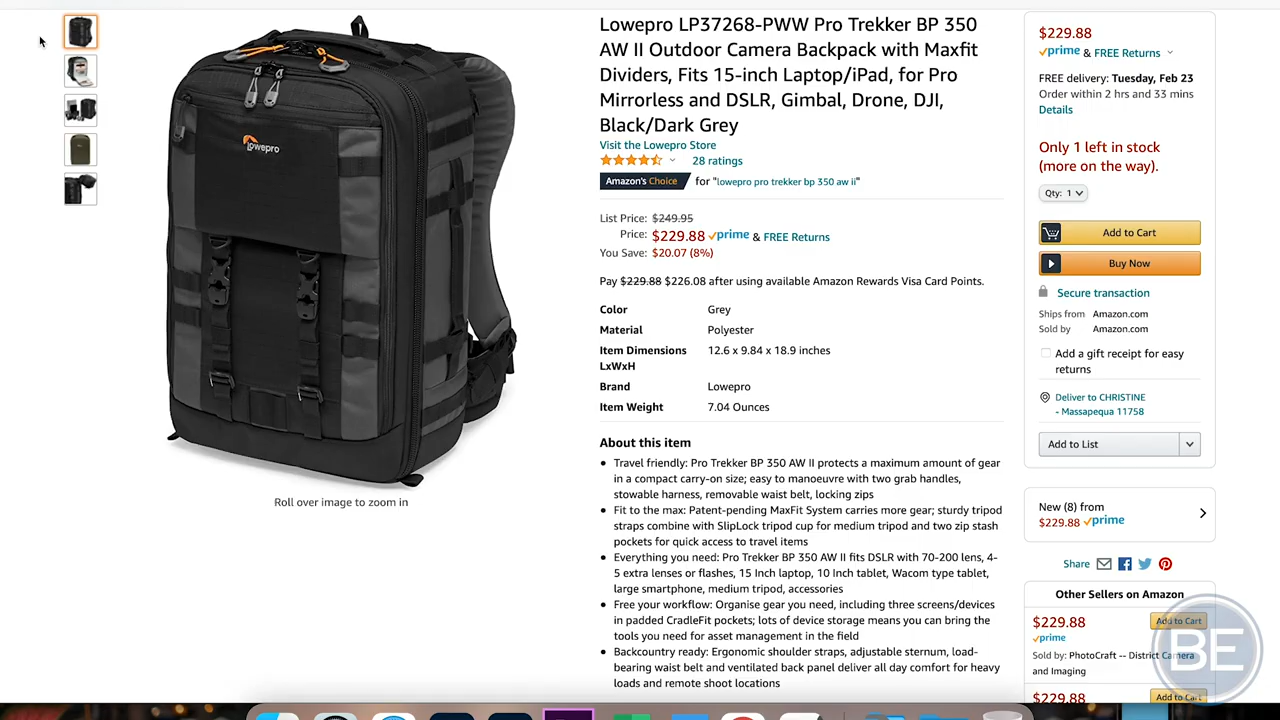 Lowepro
Roll over image to zoom in
Lowepro LP37268-PWW Pro Trekker BP 350
AW II Outdoor Camera Backpack with Maxfit
Dividers, Fits 15-inch Laptop/iPad, for Pro
Mirrorless and DSLR, Gimbal, Drone, DJI,
Black/Dark Grey
Visit the Lowepro Store
28 ratings
Amazon's Choice for "lowepro pro trekker bp 350 aw ii"
List Price: $249.95
Price: $229.88 prime & FREE Returns
You Save: $20.07 (8%)
Pay $229.88 $226.08 after using available Amazon Rewards Visa Card Points.
Color Grey
Material Polyester
Item Dimensions 12.6 x 9.84 x 18.9 inches
LxWxH
Brand Lowepro
Item Weight 7.04 Ounces
About this item
Travel friendly: Pro Trekker BP 350 AW II protects a maximum amount of gear
in a compact carry-on size; easy to manoeuvre with two grab handles,
stowable harness, removable waist belt, locking zips
Fit to the max: Patent-pending MaxFit System carries more gear; sturdy tripod
straps combine with SlipLock tripod cup for medium tripod and two zip stash
pockets for quick access to travel items
Everything you need: Pro Trekker BP 350 AW II fits DSLR with 70-200 lens, 4-
5 extra lenses or flashes, 15 Inch laptop, 10 Inch tablet, Wacom type tablet,
large smartphone, medium tripod, accessories
Free your workflow: Organise gear you need, including three screens/devices
in padded CradleFit pockets; lots of device storage means you can bring the
tools you need for asset management in the field
Backcountry ready: Ergonomic shoulder straps, adjustable sternum, load-
bearing waist belt and ventilated back panel deliver all day comfort for heavy
loads and remote shoot locations
$229.88
prime & FREE Returns
FREE delivery: Tuesday, Feb 23
Order within 2 hrs and 33 mins
Details
Only 1 left in stock
(more on the way).
Qty: 1
Add to Cart
Buy Now
Secure transaction
Ships from Amazon.com
Sold by Amazon.com
Add a gift receipt for easy
returns
Deliver to CHRISTINE
- Massapequa 11758
Add to List
New (8) from
$229.88 prime
Share
Other Sellers on Amazon
$229.88 Add to Cart
prime
Sold by: PhotoCraft -- District Camera
and Imaging
$229.88 Add to Cart
BE